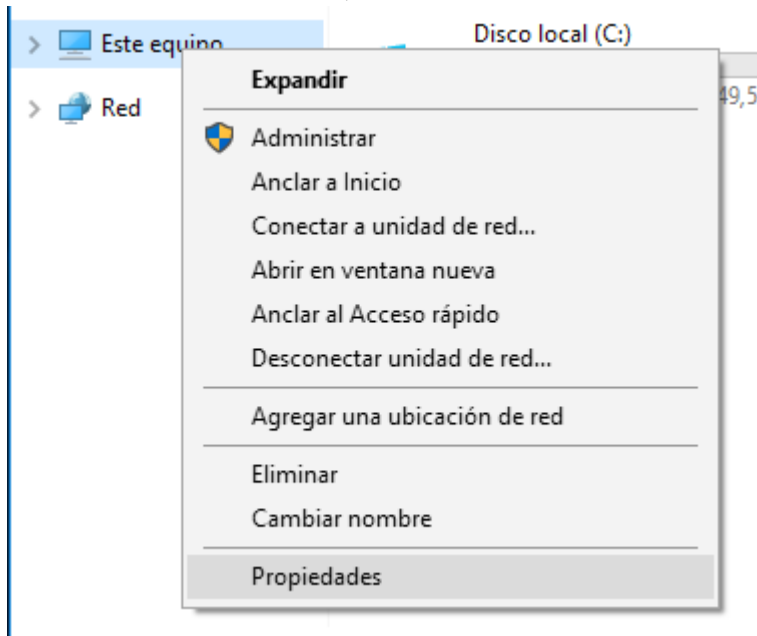 Este equipo
Disco local (C:)
49,5
Red
Expandir
Administrar
Anclar a Inicio
Conectar a unidad de red...
Abrir en ventana nueva
Anclar al Acceso rápido
Desconectar unidad de red...
Agregar una ubicación de red
Eliminar
Cambiar nombre
Propiedades